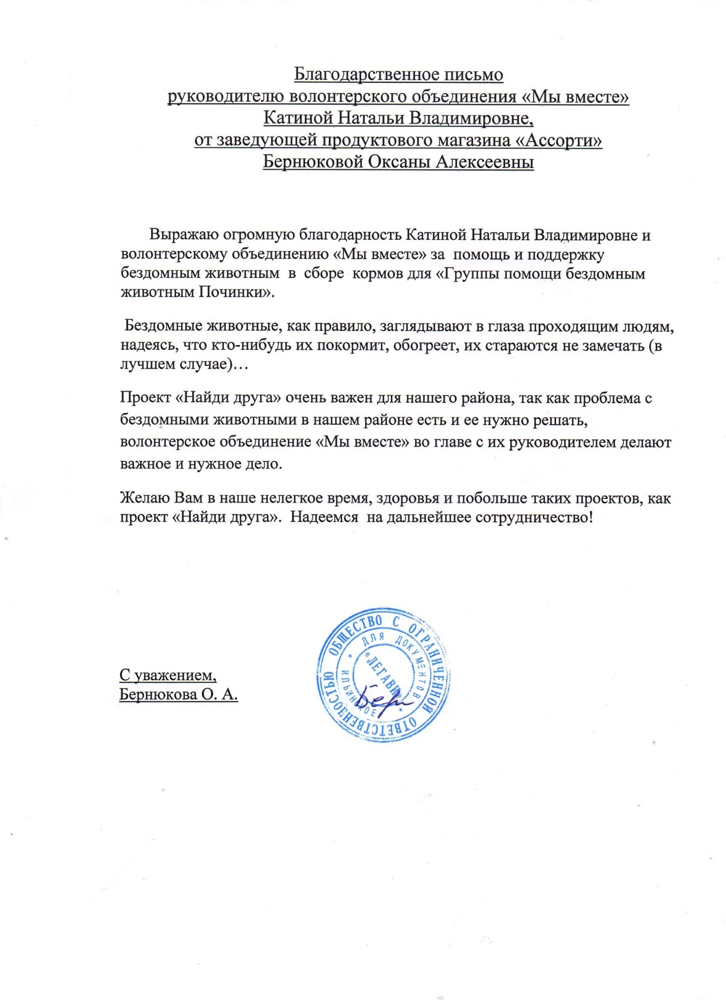 Благодарственное письмо
руководителю волонтерского объединения «Мы вместе»
Катиной Натальи Владимировне,
от заведующей продуктового магазина «Ассорти»
Бернюковой Оксаны Алексеевны
Выражаю огромную благодарность Катиной Натальи Владимировне и
волонтерскому объединению «Мы вместе» за помощь и поддержку
бездомным животным в сборе кормов для «Группы помощи бездомным
животным Починки».
Бездомные животные, как правило, заглядывают в глаза проходящим людям,
надеясь, что кто-нибудь их покормит, обогреет, их стараются не замечать (в
лучшем случае)…
Проект «Найди друга» очень важен для нашего района, так как проблема с
бездомными животными в нашем районе есть и ее нужно решать,
волонтерское объединение «Мы вместе» во главе с их руководителем делают
важное и нужное дело.
Желаю Вам в наше нелегкое время, здоровья и побольше таких проектов, как
проект «Найди друга». Надеемся на дальнейшее сотрудничество!
С уважением,
Бернюкова О. А.
ОБЩЕСТВО С ОГРАНИЧЕННОЙ ОТВЕТСТВЕННОСТЬЮ
* ДЛЯ ДОКУМЕНТОВ *
«ЛЕГАВИ»
Бер